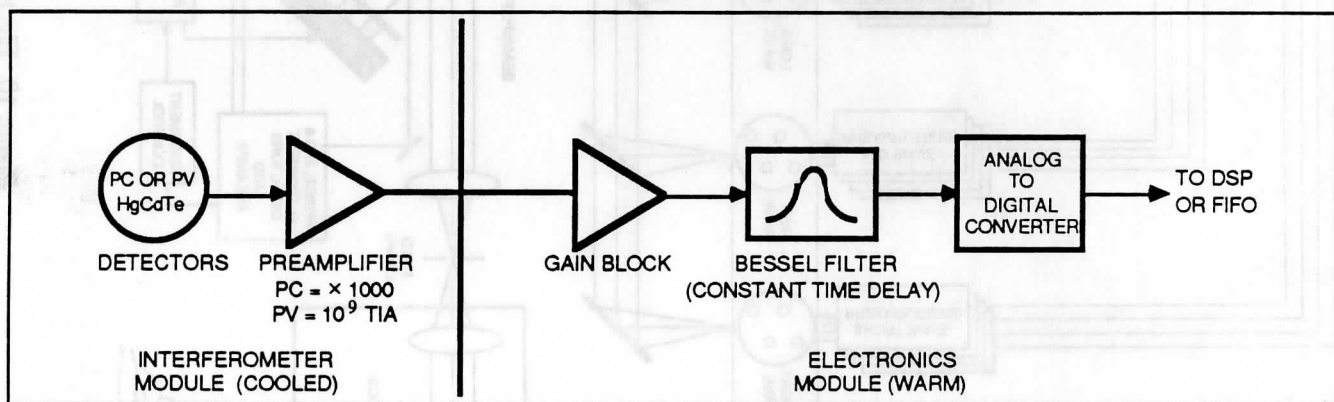 PC OR PV
HgCdTe
DETECTORS
PREAMPLIFIER
PC = × 1000
PV = 10⁹ TIA
GAIN BLOCK
BESSEL FILTER
(CONSTANT TIME DELAY)
ANALOG
TO
DIGITAL
CONVERTER
TO DSP
OR FIFO
INTERFEROMETER
MODULE (COOLED)
ELECTRONICS
MODULE (WARM)